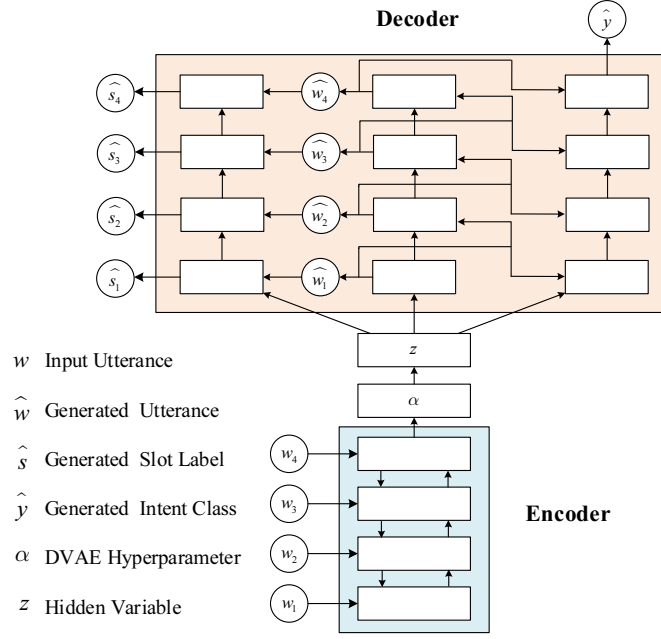 Decoder
ŷ
ŝ₄ ŵ₄
ŝ₃ ŵ₃
ŝ₂ ŵ₂
ŝ₁ ŵ₁
z
α
w Input Utterance
ŵ Generated Utterance
ŝ Generated Slot Label
ŷ Generated Intent Class
α DVAE Hyperparameter
z Hidden Variable
w₄
w₃
w₂
w₁
Encoder